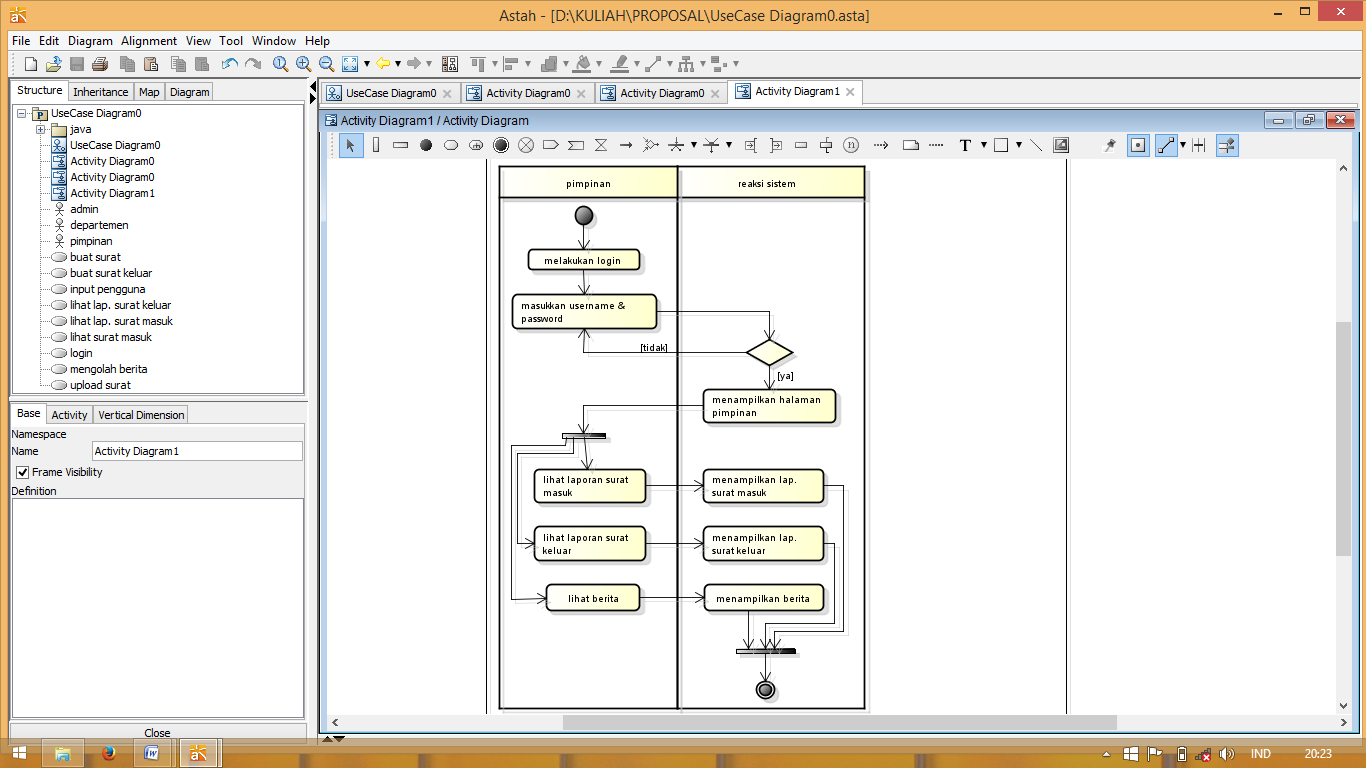 Astah - [D:\KULIAH\PROPOSAL\UseCase Diagram0.asta]
File Edit Diagram Alignment View Tool Window Help
Structure Inheritance Map Diagram
UseCase Diagram0
java
UseCase Diagram0
Activity Diagram0
Activity Diagram0
Activity Diagram1
admin
departemen
pimpinan
buat surat
buat surat keluar
input pengguna
lihat lap. surat keluar
lihat lap. surat masuk
lihat surat masuk
login
mengolah berita
upload surat
Base Activity Vertical Dimension
Namespace
Name Activity Diagram1
Frame Visibility
Definition
Close
UseCase Diagram0 Activity Diagram0 Activity Diagram0 Activity Diagram1
Activity Diagram1 / Activity Diagram
T
pimpinan reaksi sistem
melakukan login
masukkan username &
password
[tidak]
[ya]
menampilkan halaman
pimpinan
lihat laporan surat
masuk
menampilkan lap.
surat masuk
lihat laporan surat
keluar
menampilkan lap.
surat keluar
lihat berita
menampilkan berita
IND 20:23